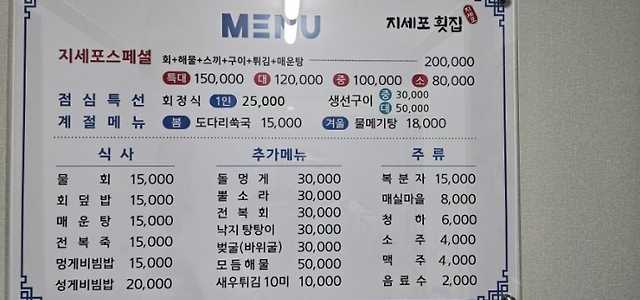 MENU
지세포 횟집
지세포
지세포스페셜 회+해물+스끼+구이+튀김+매운탕 200,000
특대 150,000 대 120,000 중 100,000 소 80,000
점심특선 회정식 1인 25,000 생선구이 중 30,000
대 50,000
계절메뉴 봄 도다리쑥국 15,000 겨울 물메기탕 18,000
식사
물회 15,000
회덮밥 15,000
매운탕 15,000
전복죽 15,000
멍게비빔밥 15,000
성게비빔밥 20,000
추가메뉴
돌멍게 30,000
뿔소라 30,000
전복회 30,000
낙지탕탕이 30,000
벚굴(바위굴) 30,000
모듬해물 50,000
새우튀김10미 10,000
주류
복분자 15,000
매실마을 8,000
청하 6,000
소주 4,000
맥주 4,000
음료수 2,000